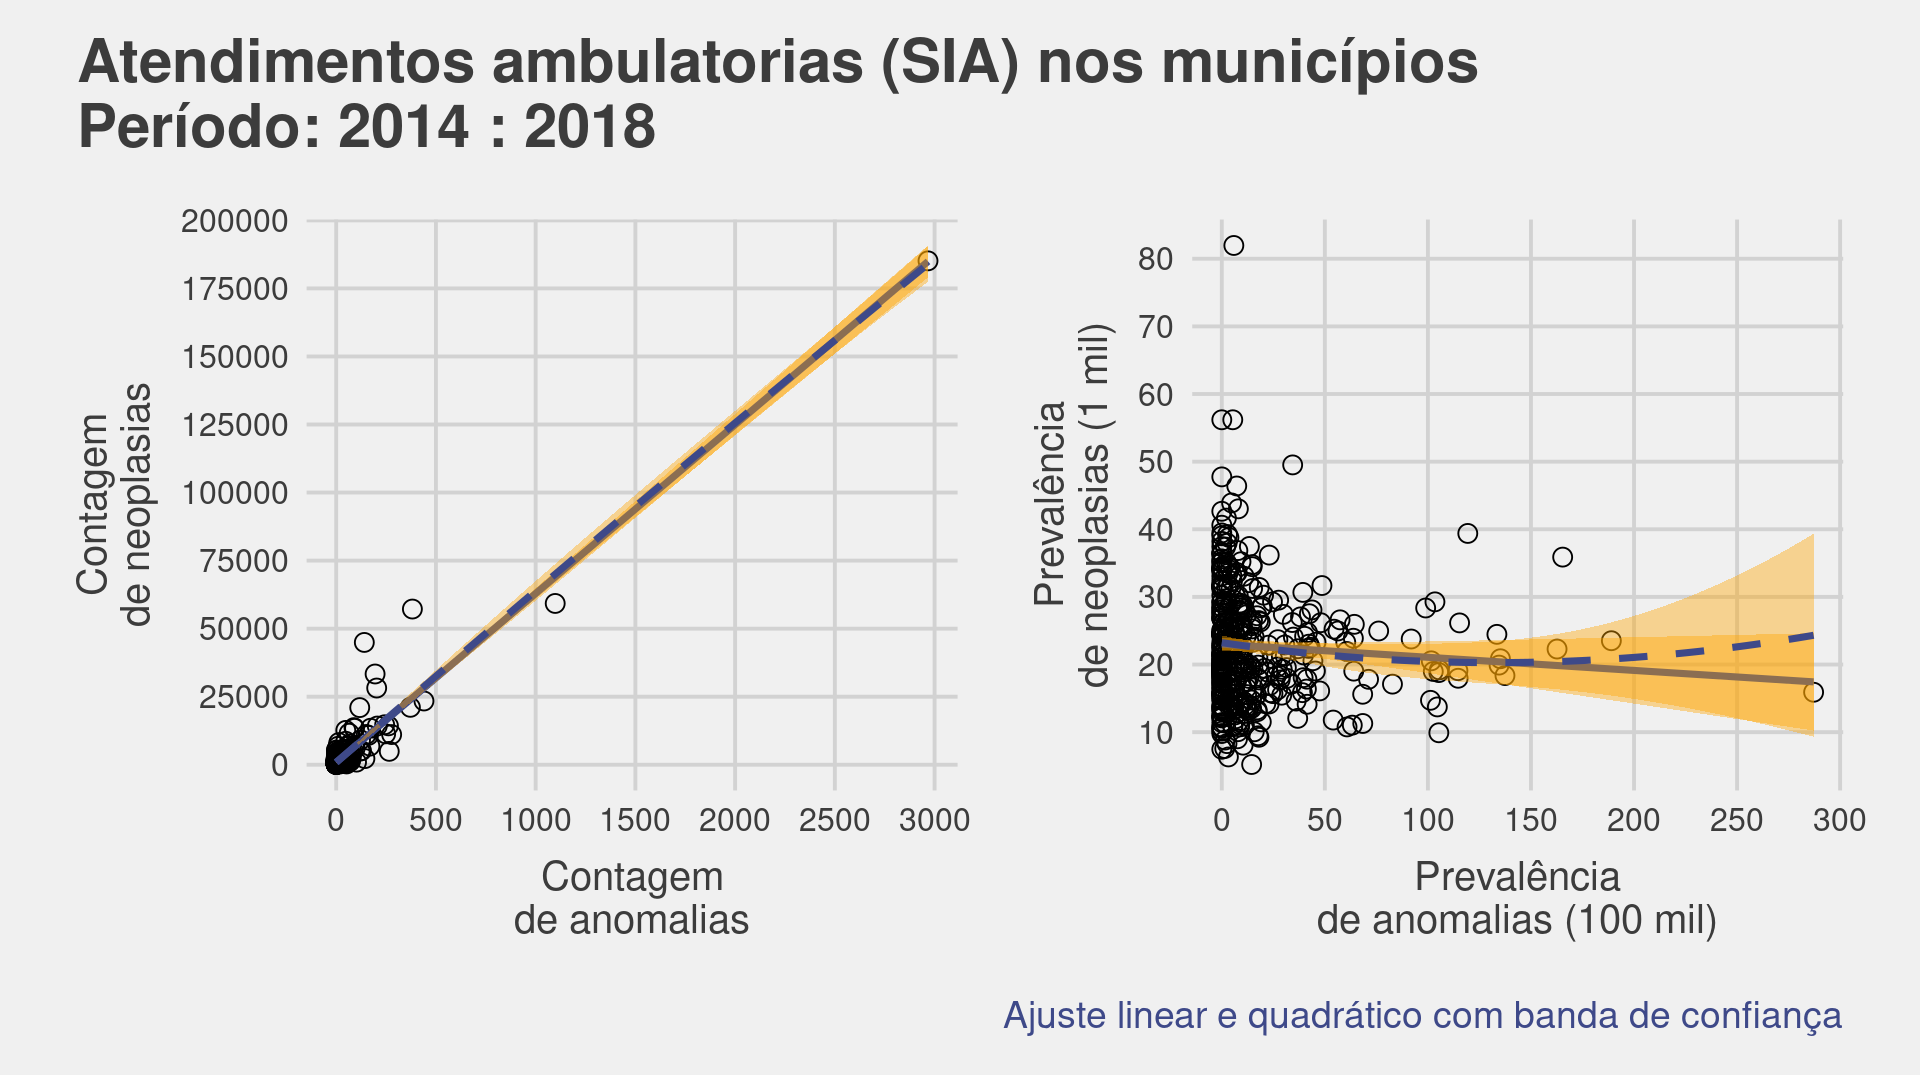 Atendimentos ambulatorias (SIA) nos municípios
Período: 2014 : 2018
Contagem
de neoplasias
200000
175000
150000
125000
100000
75000
50000
25000
0
0 500 1000 1500 2000 2500 3000
Contagem
de anomalias
Prevalência
de neoplasias (1 mil)
80
70
60
50
40
30
20
10
0 50 100 150 200 250 300
Prevalência
de anomalias (100 mil)
Ajuste linear e quadrático com banda de confiança